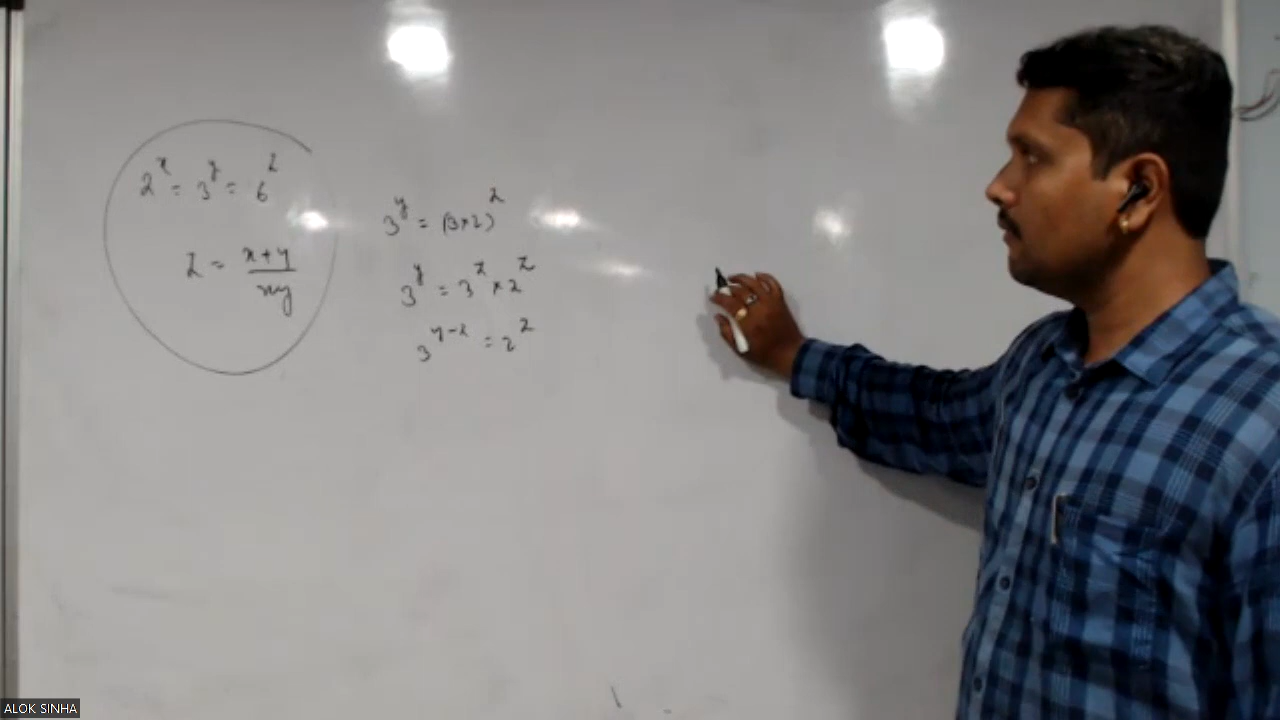 2^x = 3^y = 6^z
z = x+y / xy
3^y = (3×2)^z
3^y = 3^z × 2^z
3^y-z = 2^z
ALOK SINHA